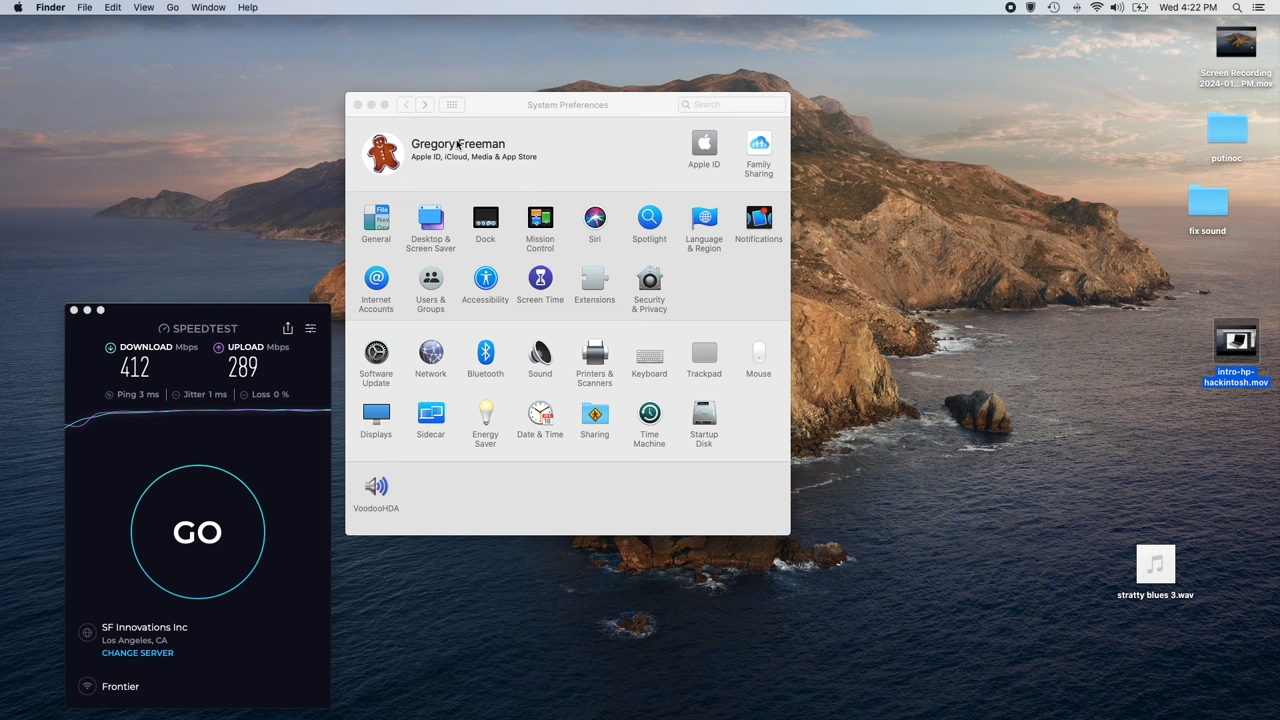 Finder File Edit View Go Window Help
Wed 4:22 PM
System Preferences
Search
Gregory Freeman
Apple ID, iCloud, Media & App Store
Apple ID
Family
Sharing
General
Desktop &
Screen Saver
Dock
Mission
Control
Siri
Spotlight
Language
& Region
Notifications
Internet
Accounts
Users &
Groups
Accessibility
Screen Time
Extensions
Security
& Privacy
Software
Update
Network
Bluetooth
Sound
Printers &
Scanners
Keyboard
Trackpad
Mouse
Displays
Sidecar
Energy
Saver
Date & Time
Sharing
Time
Machine
Startup
Disk
VoodooHDA
SPEEDTEST
DOWNLOAD Mbps
412
UPLOAD Mbps
289
Ping 3 ms
Jitter 1 ms
Loss 0 %
GO
SF Innovations Inc
Los Angeles, CA
CHANGE SERVER
Frontier
Screen Recording
2024-01...PM.mov
putinoc
fix sound
intro-hp-
hackintosh.mov
stratty blues 3.wav